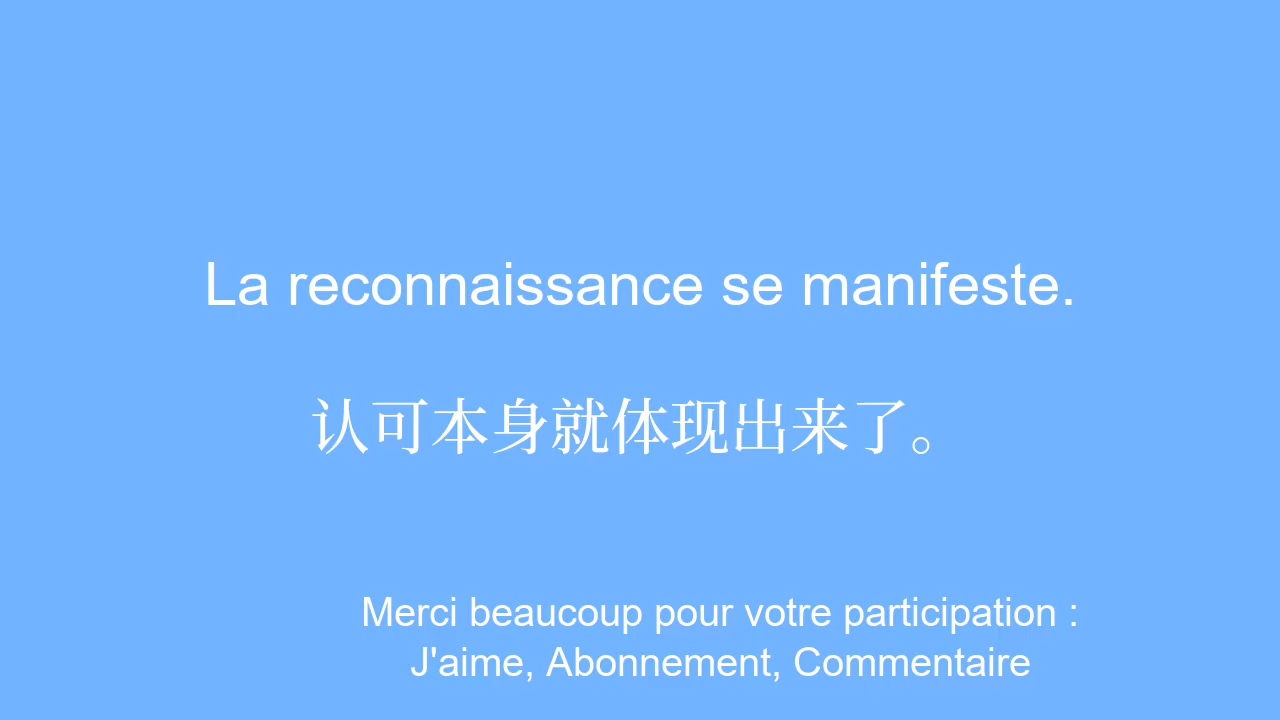 La reconnaissance se manifeste.
认可本身就体现出来了。
Merci beaucoup pour votre participation :
J'aime, Abonnement, Commentaire